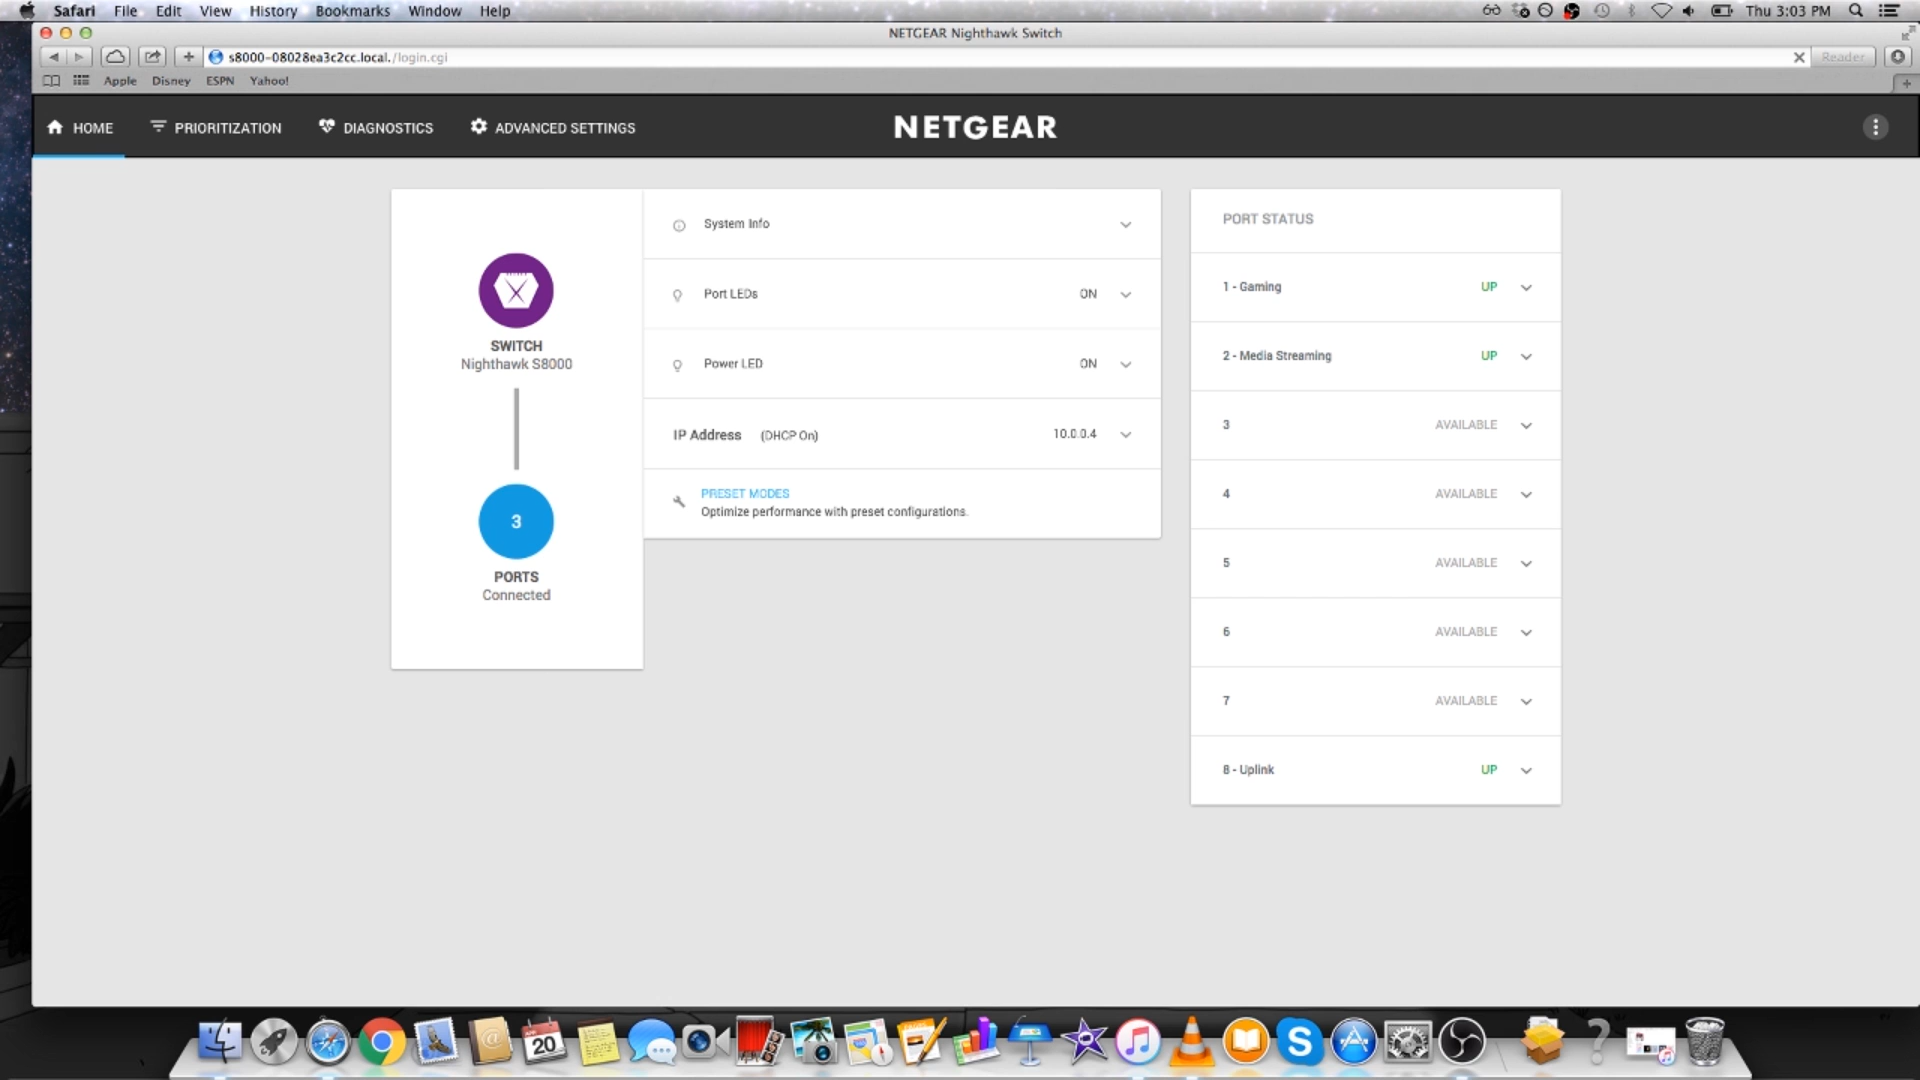 Safari File Edit View History Bookmarks Window Help Thu 3:03 PM
NETGEAR Nighthawk Switch
s8000-08028ea3c2cc.local./login.cgi Reader
Apple Disney ESPN Yahoo!
HOME PRIORITIZATION DIAGNOSTICS ADVANCED SETTINGS NETGEAR
SWITCH
Nighthawk S8000
3
PORTS
Connected
System Info
Port LEDs ON
Power LED ON
IP Address (DHCP On) 10.0.0.4
PRESET MODES
Optimize performance with preset configurations.
PORT STATUS
1 - Gaming UP
2 - Media Streaming UP
3 AVAILABLE
4 AVAILABLE
5 AVAILABLE
6 AVAILABLE
7 AVAILABLE
8 - Uplink UP
20